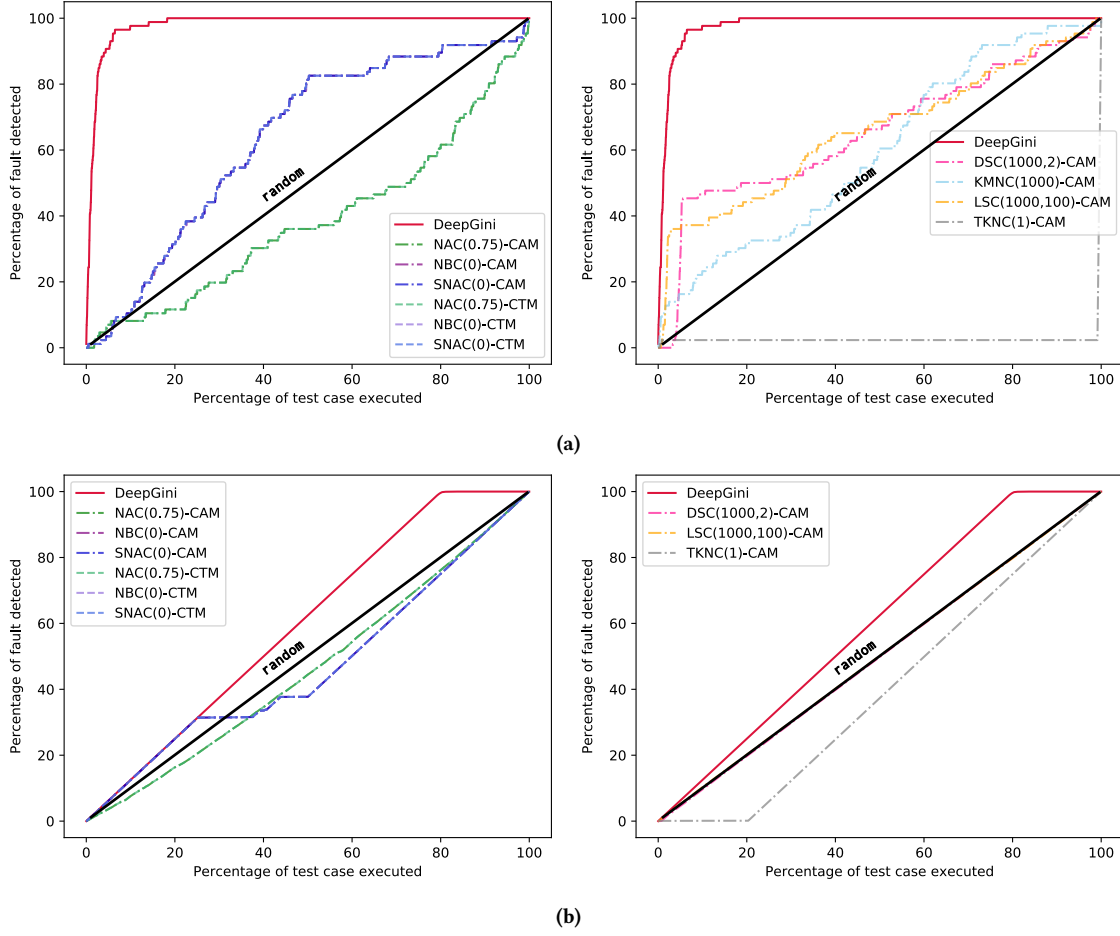 100
80
60
40
20
0
Percentage of fault detected
random
DeepGini
NAC(0.75)-CAM
NBC(0)-CAM
SNAC(0)-CAM
NAC(0.75)-CTM
NBC(0)-CTM
SNAC(0)-CTM
0 20 40 60 80 100
Percentage of test case executed
100
80
60
40
20
0
Percentage of fault detected
random
DeepGini
DSC(1000,2)-CAM
KMNC(1000)-CAM
LSC(1000,100)-CAM
TKNC(1)-CAM
0 20 40 60 80 100
Percentage of test case executed
(a)
100
80
60
40
20
0
Percentage of fault detected
DeepGini
NAC(0.75)-CAM
NBC(0)-CAM
SNAC(0)-CAM
NAC(0.75)-CTM
NBC(0)-CTM
SNAC(0)-CTM
random
0 20 40 60 80 100
Percentage of test case executed
100
80
60
40
20
0
Percentage of fault detected
DeepGini
DSC(1000,2)-CAM
LSC(1000,100)-CAM
TKNC(1)-CAM
random
0 20 40 60 80 100
Percentage of test case executed
(b)